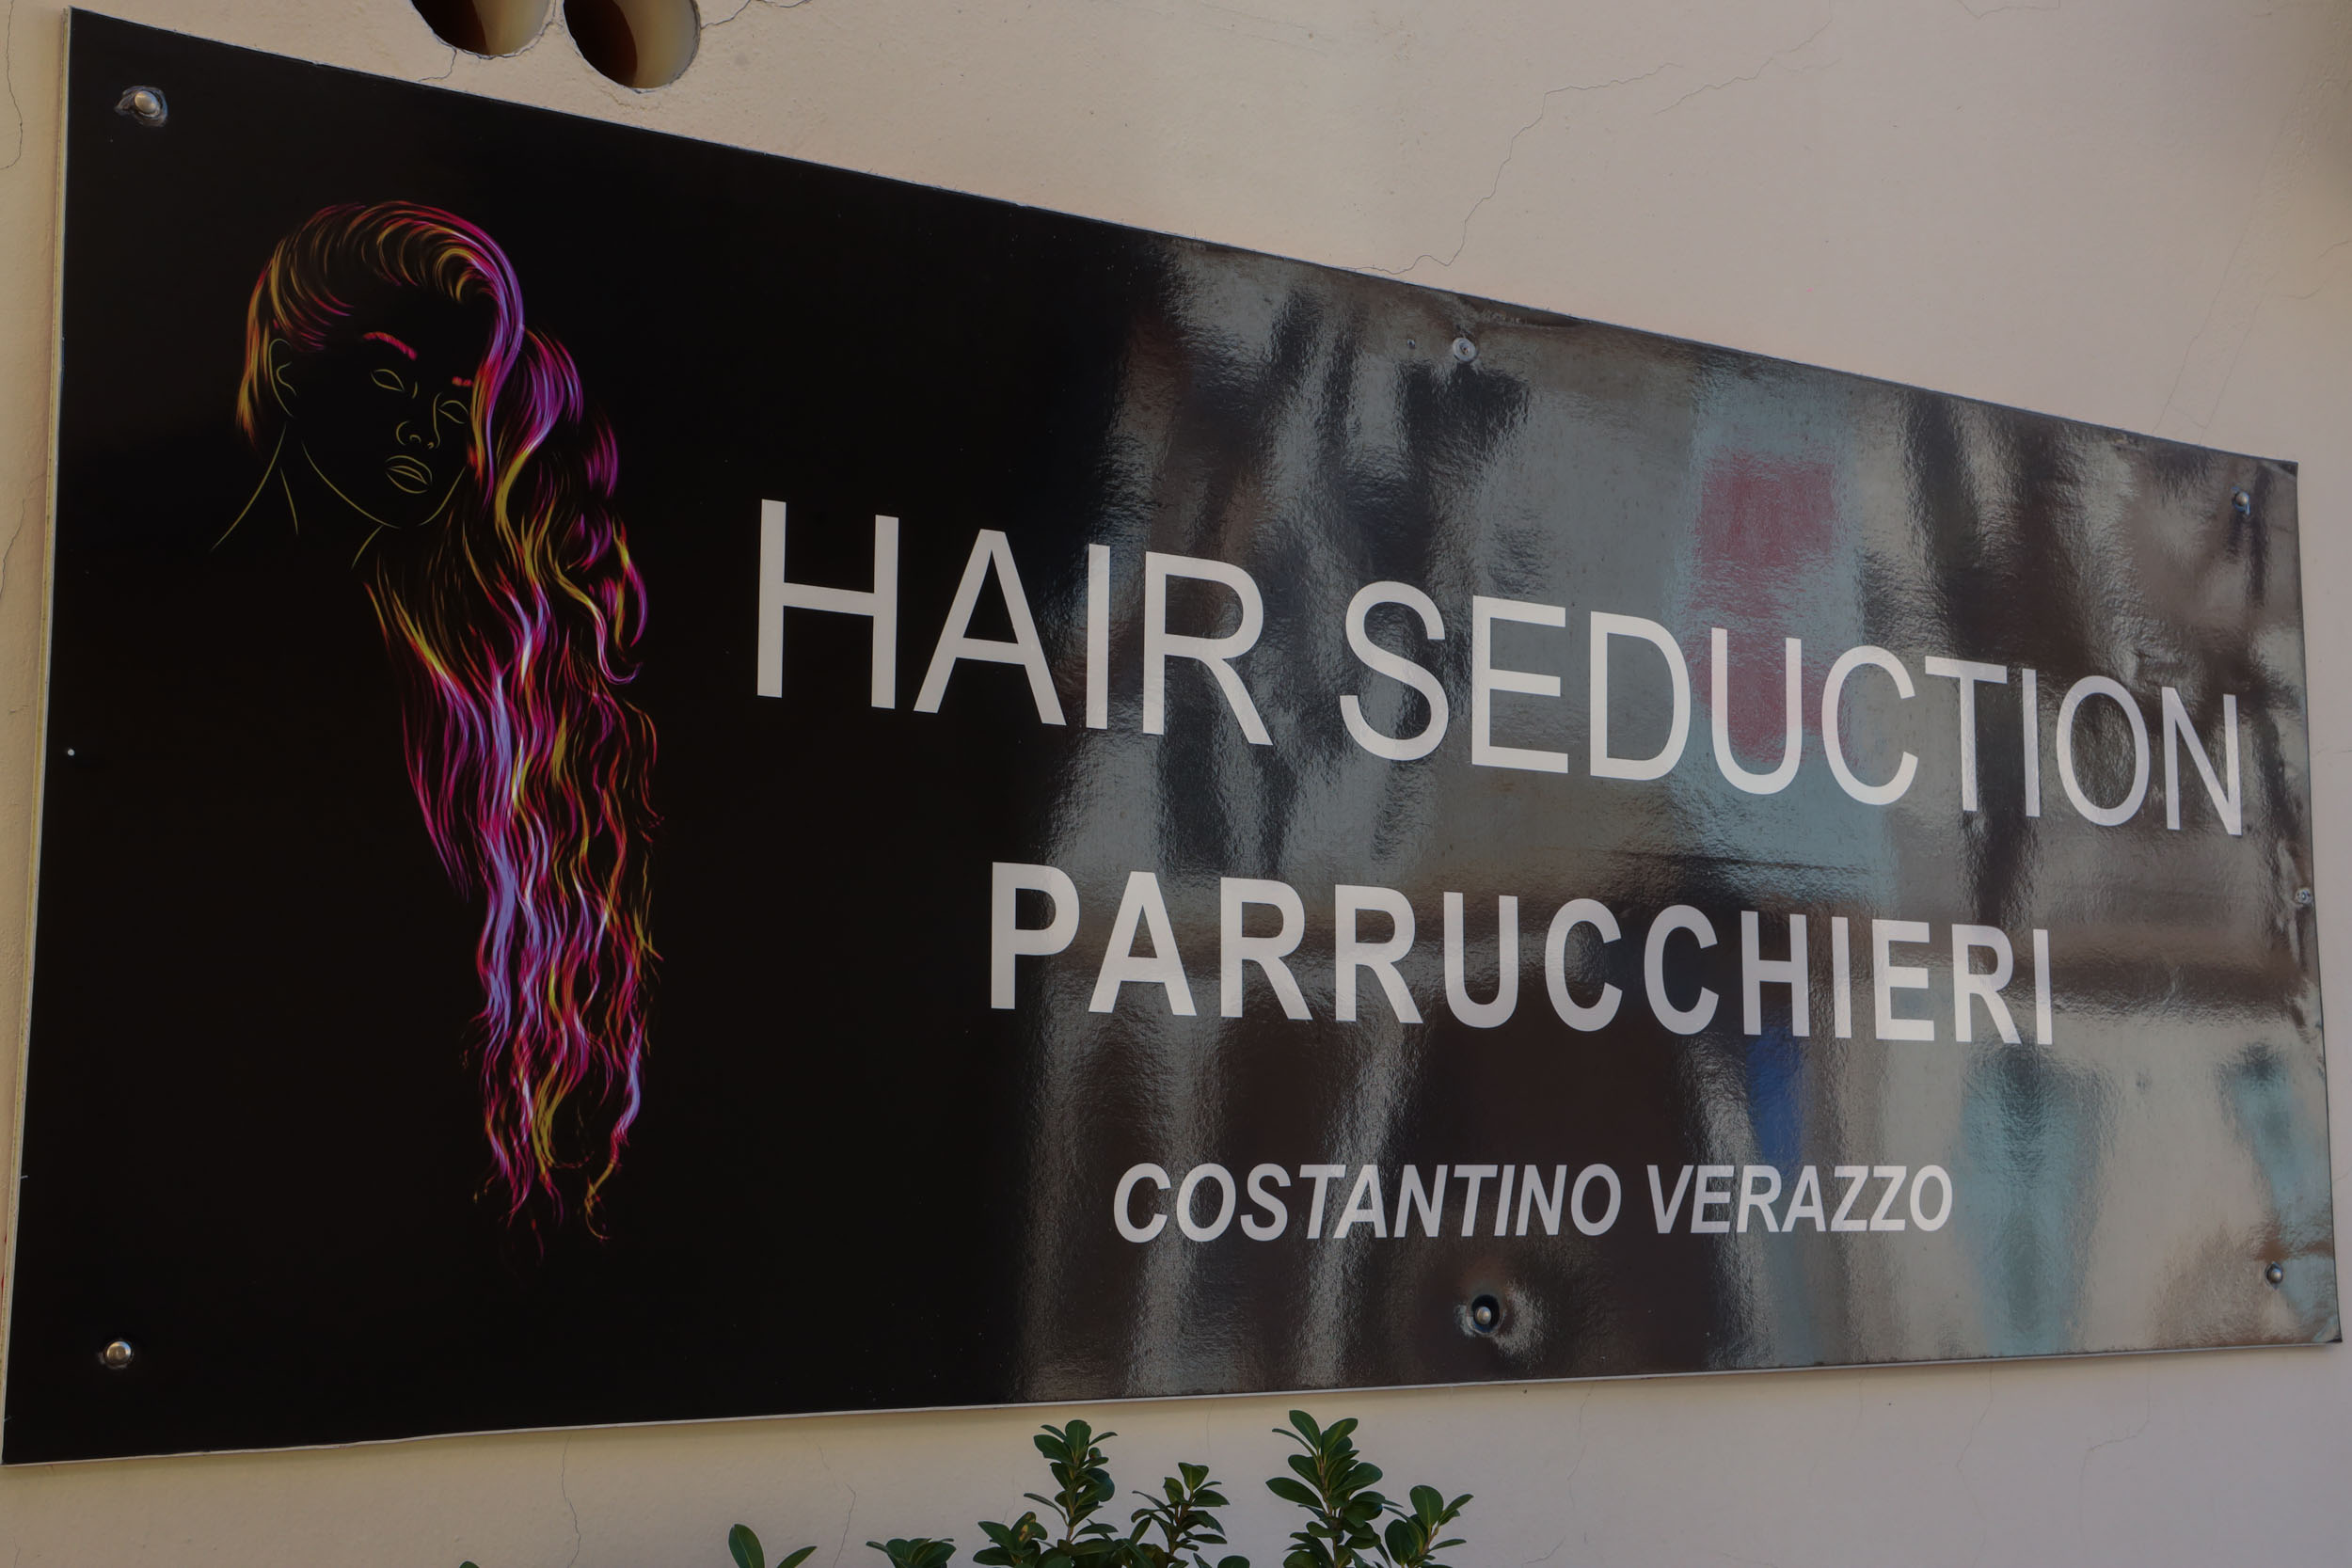 HAIR SEDUCTION
PARRUCCHIERI
COSTANTINO VERAZZO